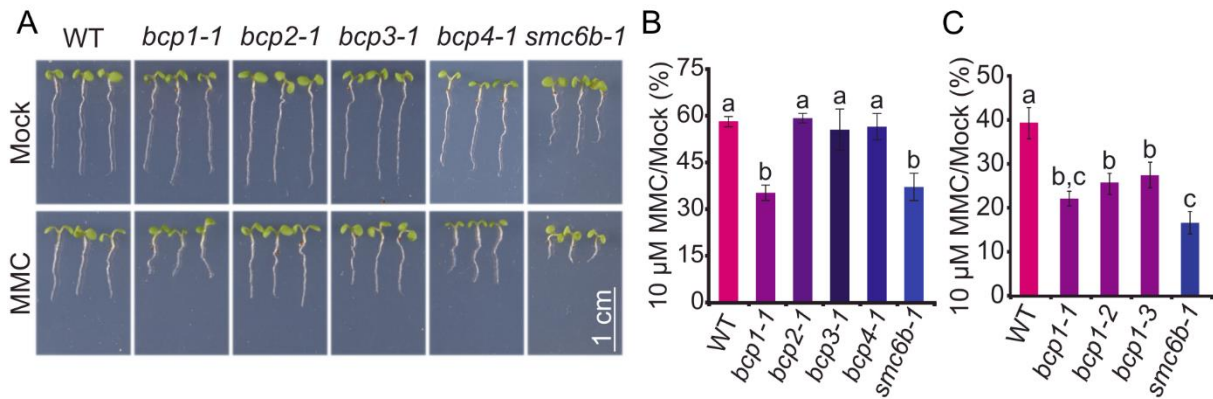 A
WT bcp1-1 bcp2-1 bcp3-1 bcp4-1 smc6b-1
Mock
MMC
1 cm
B
10 µM MMC/Mock (%)
75
60
45
30
15
0
a
b
a
a
a
b
WT
bcp1-1
bcp2-1
bcp3-1
bcp4-1
smc6b-1
C
10 µM MMC/Mock (%)
50
40
30
20
10
0
a
b,c
b
b
c
WT
bcp1-1
bcp1-2
bcp1-3
smc6b-1